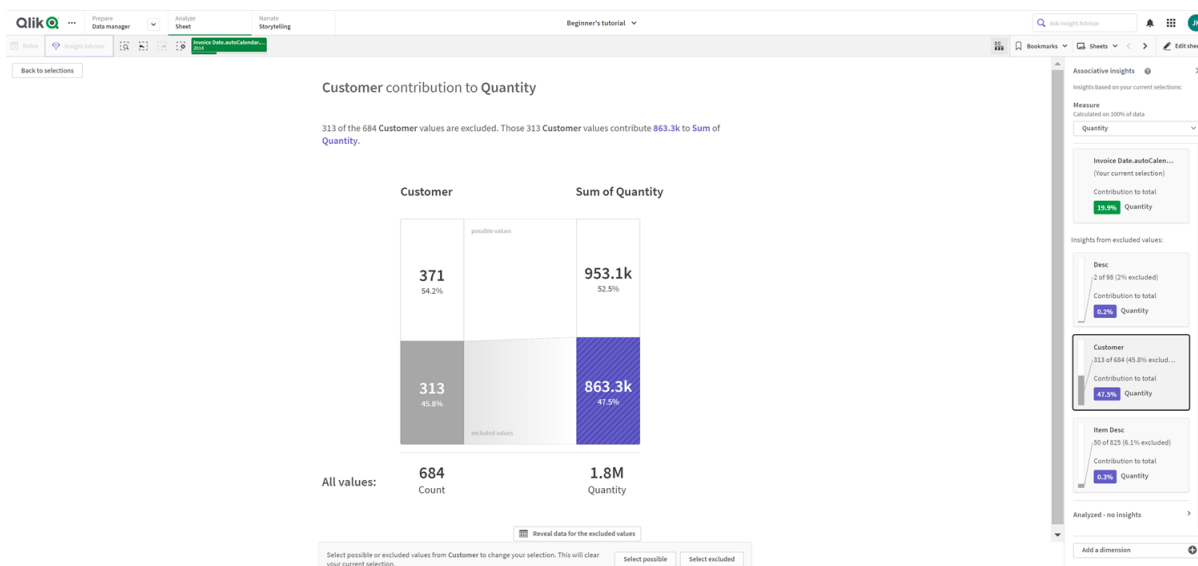 Qlik
Prepare
Data manager
Analyze
Sheet
Narrate
Storytelling
Beginner's tutorial
Ask Insight Advisor
Notes
Insight Advisor
Invoice Date.autoCalendar....
2014
Bookmarks
Sheets
Edit shee
Back to selections
Customer contribution to Quantity
313 of the 684 Customer values are excluded. Those 313 Customer values contribute 863.3k to Sum of
Quantity.
Customer
Sum of Quantity
possible values
371
54.2%
953.1k
52.5%
313
45.8%
863.3k
47.5%
excluded values
All values:
684
Count
1.8M
Quantity
Reveal data for the excluded values
Select possible or excluded values from Customer to change your selection. This will clear
your current selection.
Select possible
Select excluded
Associative insights
Insights based on your current selections:
Measure
Calculated on 100% of data
Quantity
Invoice Date.autoCalen...
(Your current selection)
Contribution to total
19.9% Quantity
Insights from excluded values:
Desc
2 of 98 (2% excluded)
Contribution to total
0.2% Quantity
Customer
313 of 684 (45.8% exclud...
Contribution to total
47.5% Quantity
Item Desc
50 of 825 (6.1% excluded)
Contribution to total
0.3% Quantity
Analyzed - no insights
Add a dimension